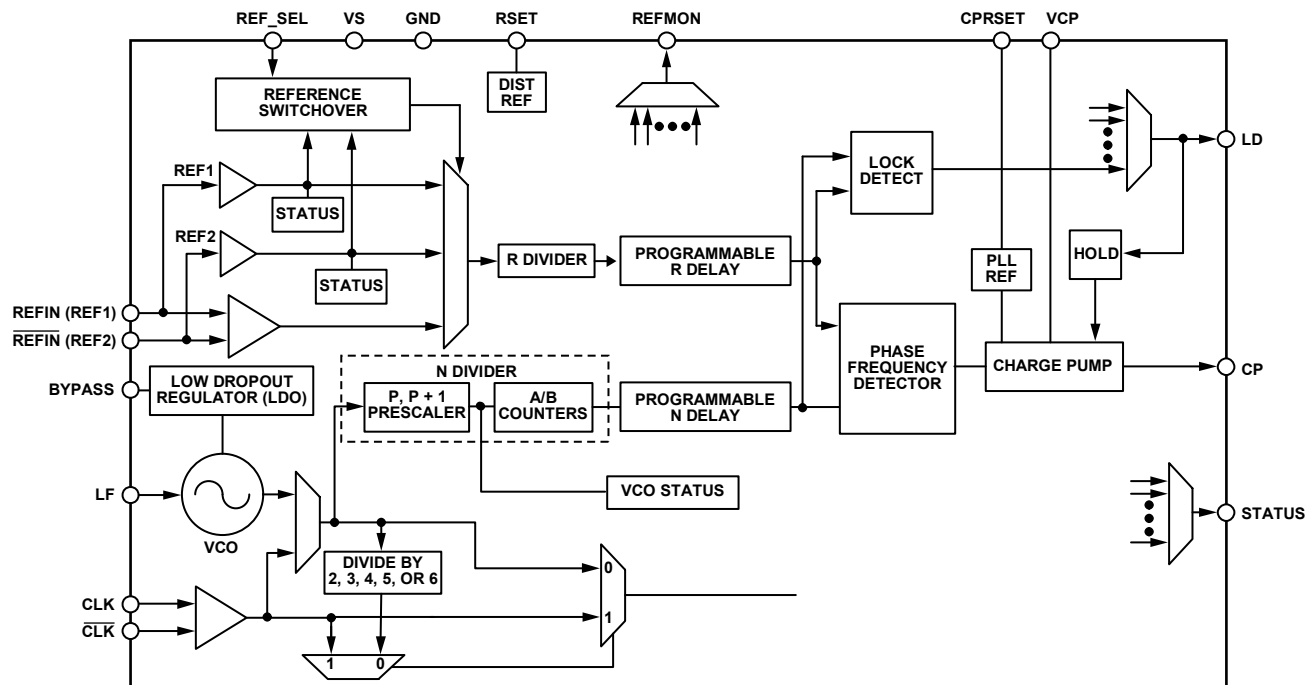 REF_SEL VS GND RSET REFMON CPRSET VCP
REFERENCE
SWITCHOVER
DIST
REF
LD
LOCK
DETECT
REF1
STATUS
REF2
STATUS
R DIVIDER
PROGRAMMABLE
R DELAY
PLL
REF
HOLD
REFIN (REF1)
REFIN (REF2)
BYPASS
LOW DROPOUT
REGULATOR (LDO)
N DIVIDER
P, P + 1
PRESCALER
A/B
COUNTERS
PROGRAMMABLE
N DELAY
PHASE
FREQUENCY
DETECTOR
CHARGE PUMP
CP
LF
VCO
VCO STATUS
STATUS
DIVIDE BY
2, 3, 4, 5, OR 6
0
1
CLK
CLK
1 0